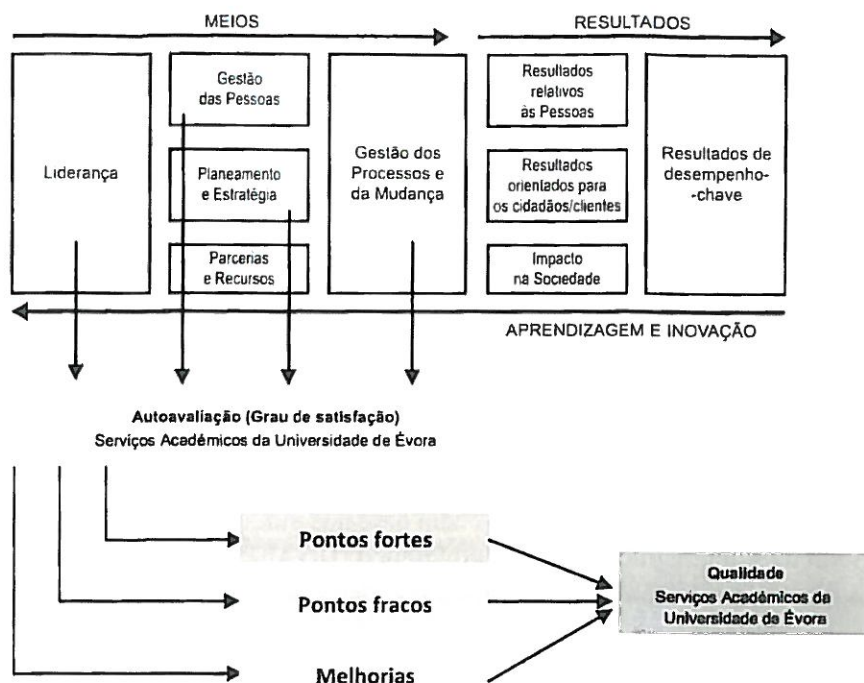 MEIOS
RESULTADOS
Liderança
Gestão
das Pessoas
Planeamento
e Estratégia
Parcerias
e Recursos
Gestão dos
Processos e
da Mudança
Resultados
relativos
às Pessoas
Resultados
orientados para
os cidadãos/clientes
Impacto
na Sociedade
Resultados de
desempenho-
-chave
APRENDIZAGEM E INOVAÇÃO
Autoavaliação (Grau de satisfação)
Serviços Académicos da Universidade de Évora
Pontos fortes
Pontos fracos
Melhorias
Qualidade
Serviços Académicos da
Universidade de Évora